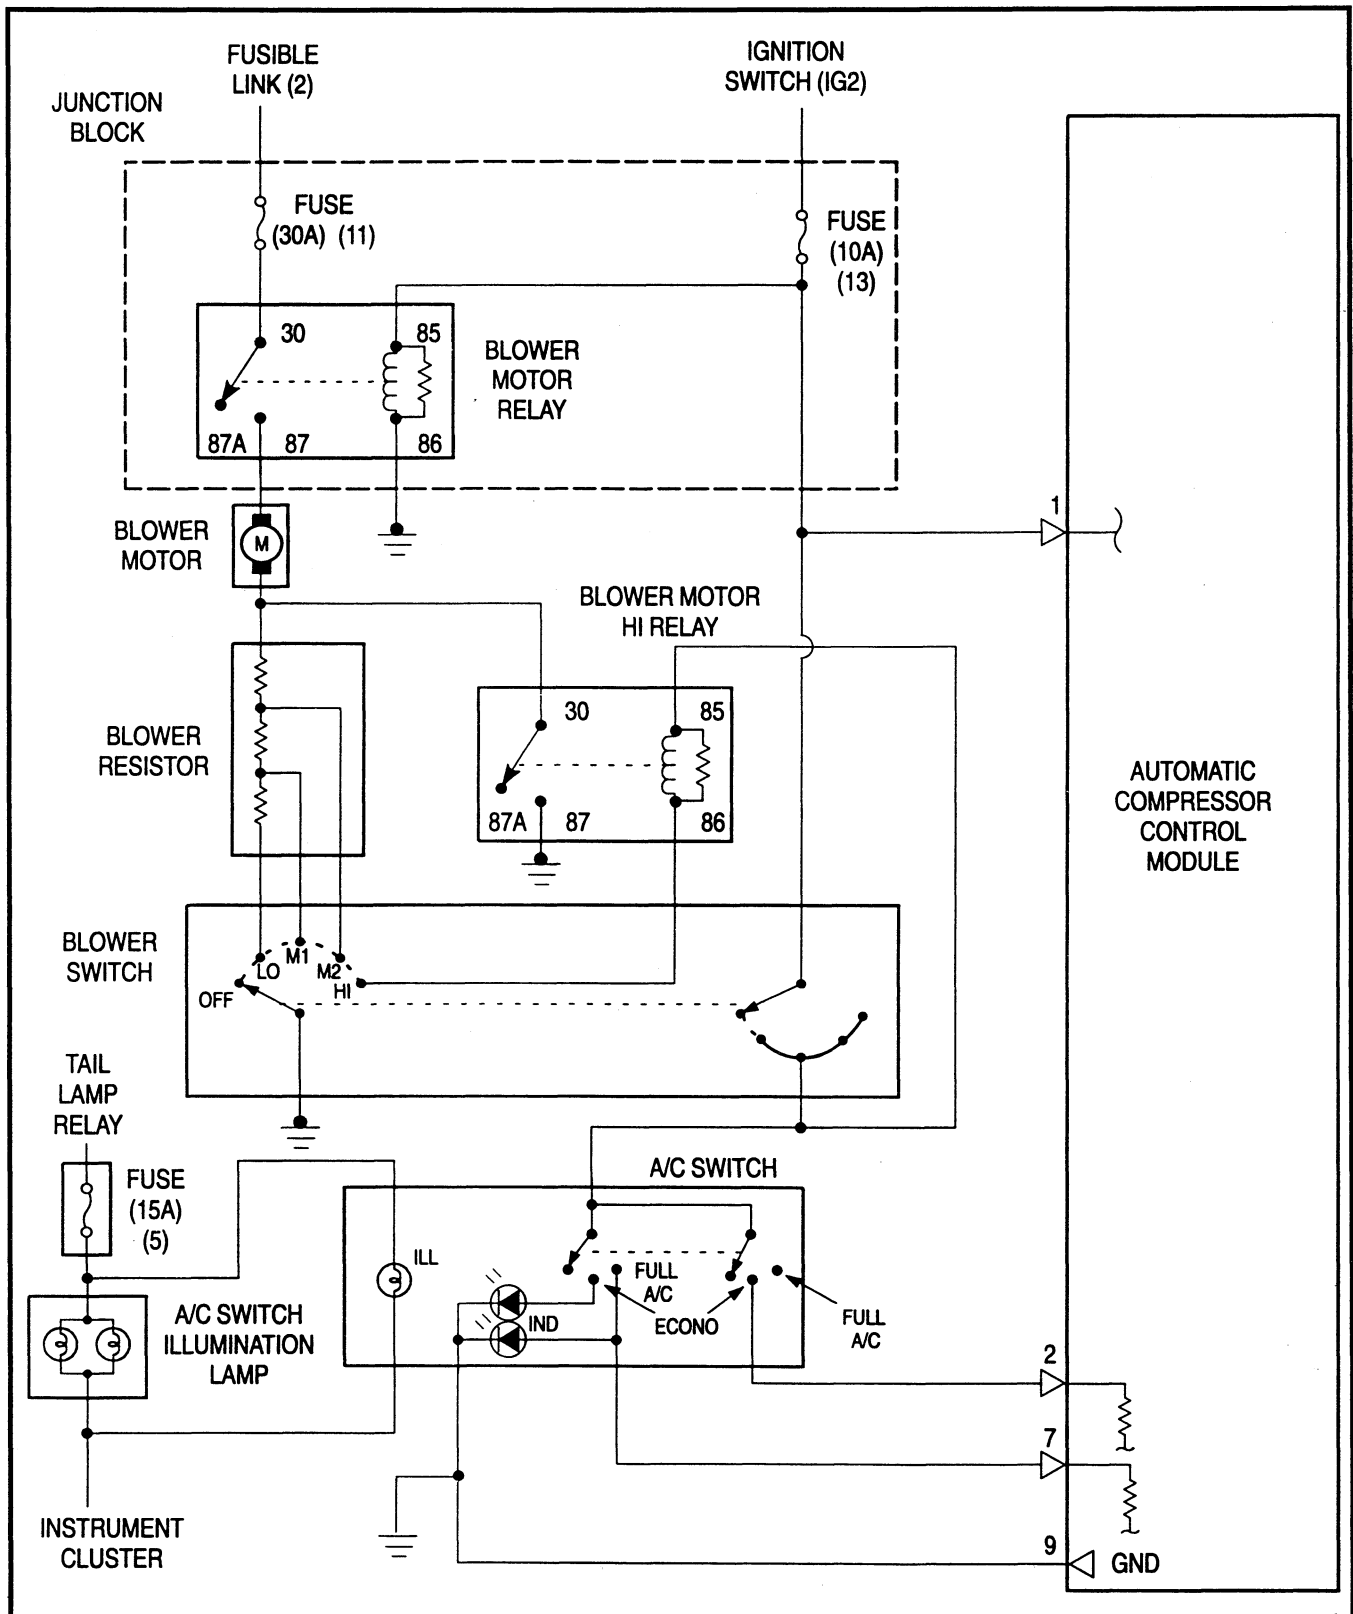 FUSIBLE
LINK (2)
IGNITION
SWITCH (IG2)
JUNCTION
BLOCK
FUSE
(30A) (11)
FUSE
(10A)
(13)
30
85
87A
87
86
BLOWER
MOTOR
RELAY
BLOWER
MOTOR
M
1
BLOWER MOTOR
HI RELAY
30
85
87A
87
86
BLOWER
RESISTOR
AUTOMATIC
COMPRESSOR
CONTROL
MODULE
BLOWER
SWITCH
OFF
LO
M1
M2
HI
TAIL
LAMP
RELAY
FUSE
(15A)
(5)
A/C SWITCH
ILL
FULL
A/C
ECONO
IND
FULL
A/C
A/C SWITCH
ILLUMINATION
LAMP
2
7
9
GND
INSTRUMENT
CLUSTER